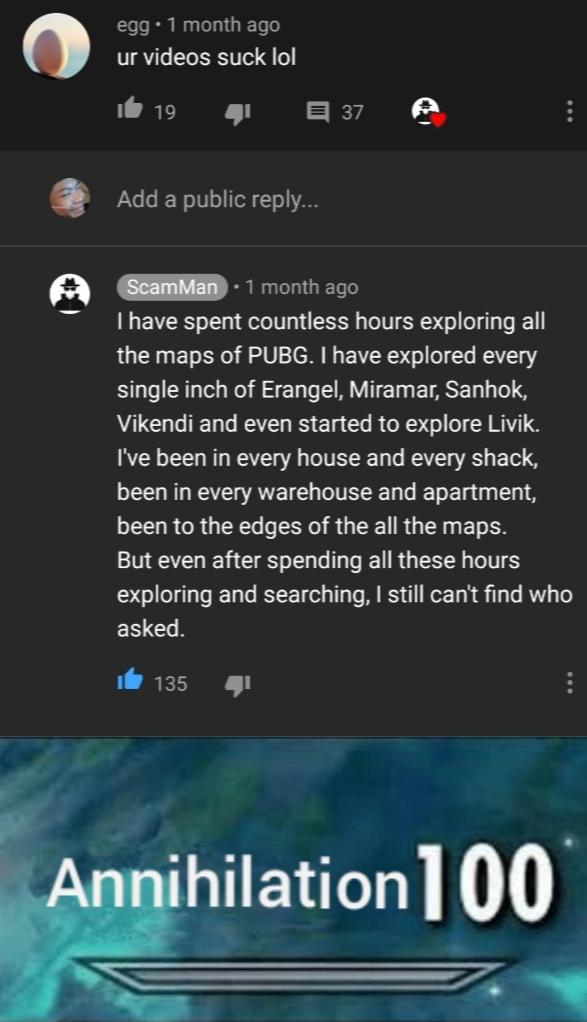 egg • 1 month ago
ur videos suck lol
19 37
Add a public reply...
ScamMan • 1 month ago
I have spent countless hours exploring all
the maps of PUBG. I have explored every
single inch of Erangel, Miramar, Sanhok,
Vikendi and even started to explore Livik.
I've been in every house and every shack,
been in every warehouse and apartment,
been to the edges of the all the maps.
But even after spending all these hours
exploring and searching, I still can't find who
asked.
135
Annihilation 100